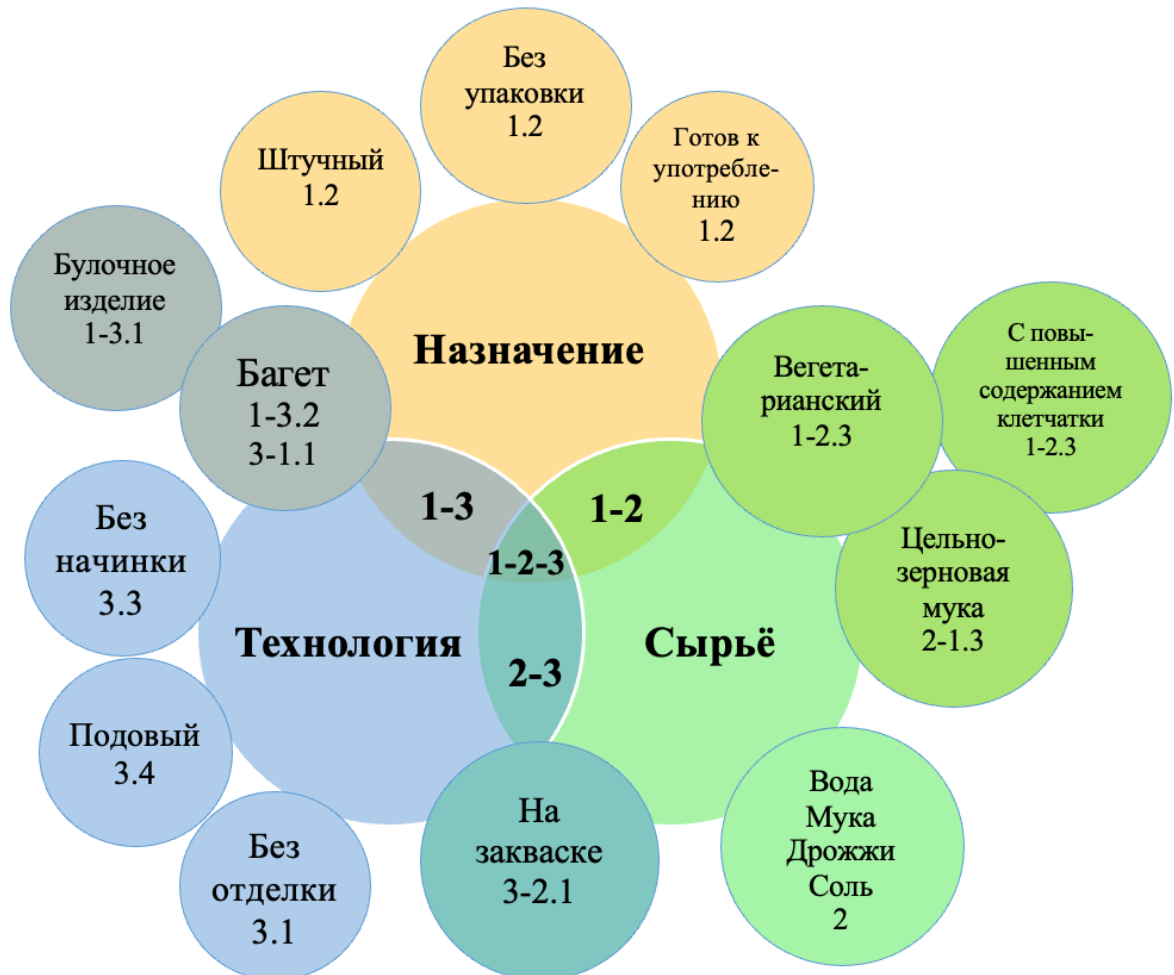 Без
упаковки
1.2
Штучный
1.2
Готов к
употребле-
нию
1.2
Булочное
изделие
1-3.1
Багет
1-3.2
3-1.1
Назначение
Вегета-
рианский
1-2.3
С повы-
шенным
содержанием
клетчатки
1-2.3
1-3
1-2
1-2-3
Без
начинки
3.3
Цельно-
зерновая
мука
2-1.3
Технология
2-3
Сырьё
Подовый
3.4
Без
отделки
3.1
На
закваске
3-2.1
Вода
Мука
Дрожжи
Соль
2